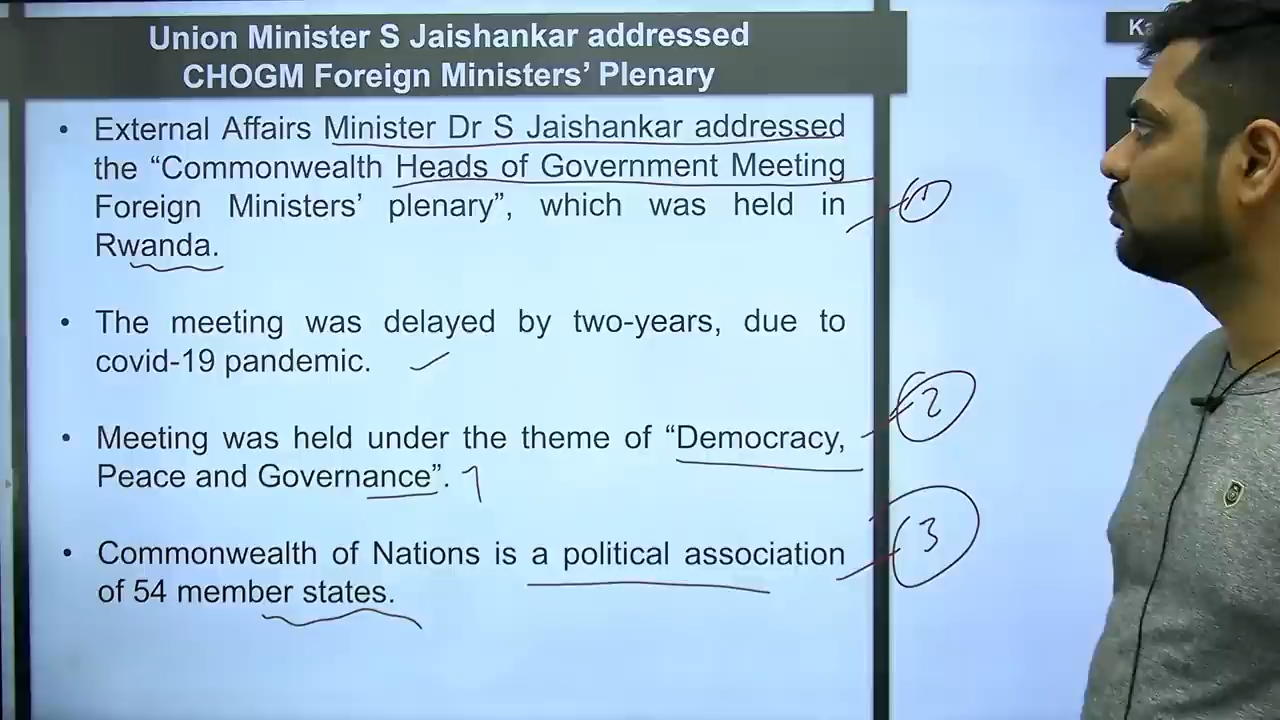 Union Minister S Jaishankar addressed
CHOGM Foreign Ministers’ Plenary
• External Affairs Minister Dr S Jaishankar addressed
the “Commonwealth Heads of Government Meeting
Foreign Ministers’ plenary”, which was held in
Rwanda.
1
• The meeting was delayed by two-years, due to
covid-19 pandemic.
• Meeting was held under the theme of “Democracy,
Peace and Governance”.
2
• Commonwealth of Nations is a political association
of 54 member states.
3